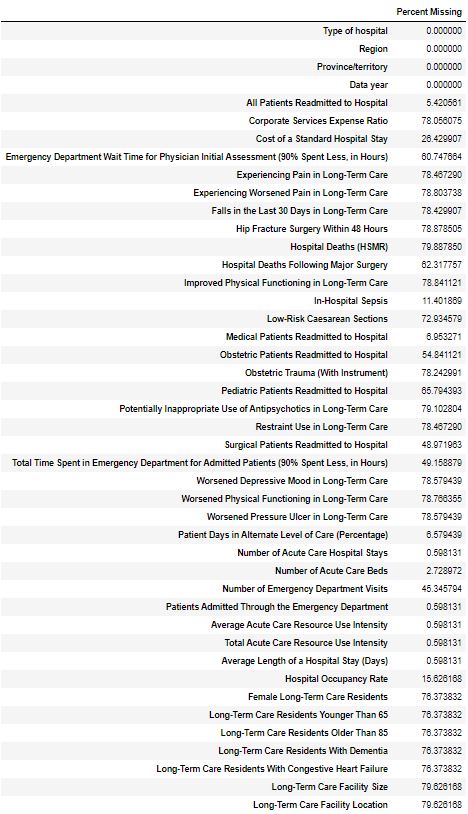 Percent Missing
Type of hospital 0.000000
Region 0.000000
Province/territory 0.000000
Data year 0.000000
All Patients Readmitted to Hospital 5.420561
Corporate Services Expense Ratio 78.056075
Cost of a Standard Hospital Stay 26.429907
Emergency Department Wait Time for Physician Initial Assessment (90% Spent Less, in Hours) 60.747664
Experiencing Pain in Long-Term Care 78.467290
Experiencing Worsened Pain in Long-Term Care 78.803738
Falls in the Last 30 Days in Long-Term Care 78.429907
Hip Fracture Surgery Within 48 Hours 78.878505
Hospital Deaths (HSMR) 79.887850
Hospital Deaths Following Major Surgery 62.317757
Improved Physical Functioning in Long-Term Care 78.841121
In-Hospital Sepsis 11.401869
Low-Risk Caesarean Sections 72.934579
Medical Patients Readmitted to Hospital 6.953271
Obstetric Patients Readmitted to Hospital 54.841121
Obstetric Trauma (With Instrument) 78.242991
Pediatric Patients Readmitted to Hospital 65.794393
Potentially Inappropriate Use of Antipsychotics in Long-Term Care 79.102804
Restraint Use in Long-Term Care 78.467290
Surgical Patients Readmitted to Hospital 48.971963
Total Time Spent in Emergency Department for Admitted Patients (90% Spent Less, in Hours) 49.158879
Worsened Depressive Mood in Long-Term Care 78.579439
Worsened Physical Functioning in Long-Term Care 78.766355
Worsened Pressure Ulcer in Long-Term Care 78.579439
Patient Days in Alternate Level of Care (Percentage) 6.579439
Number of Acute Care Hospital Stays 0.598131
Number of Acute Care Beds 2.728972
Number of Emergency Department Visits 45.345794
Patients Admitted Through the Emergency Department 0.598131
Average Acute Care Resource Use Intensity 0.598131
Total Acute Care Resource Use Intensity 0.598131
Average Length of a Hospital Stay (Days) 0.598131
Hospital Occupancy Rate 15.626168
Female Long-Term Care Residents 76.373832
Long-Term Care Residents Younger Than 65 76.373832
Long-Term Care Residents Older Than 85 76.373832
Long-Term Care Residents With Dementia 76.373832
Long-Term Care Residents With Congestive Heart Failure 76.373832
Long-Term Care Facility Size 79.626168
Long-Term Care Facility Location 79.626168